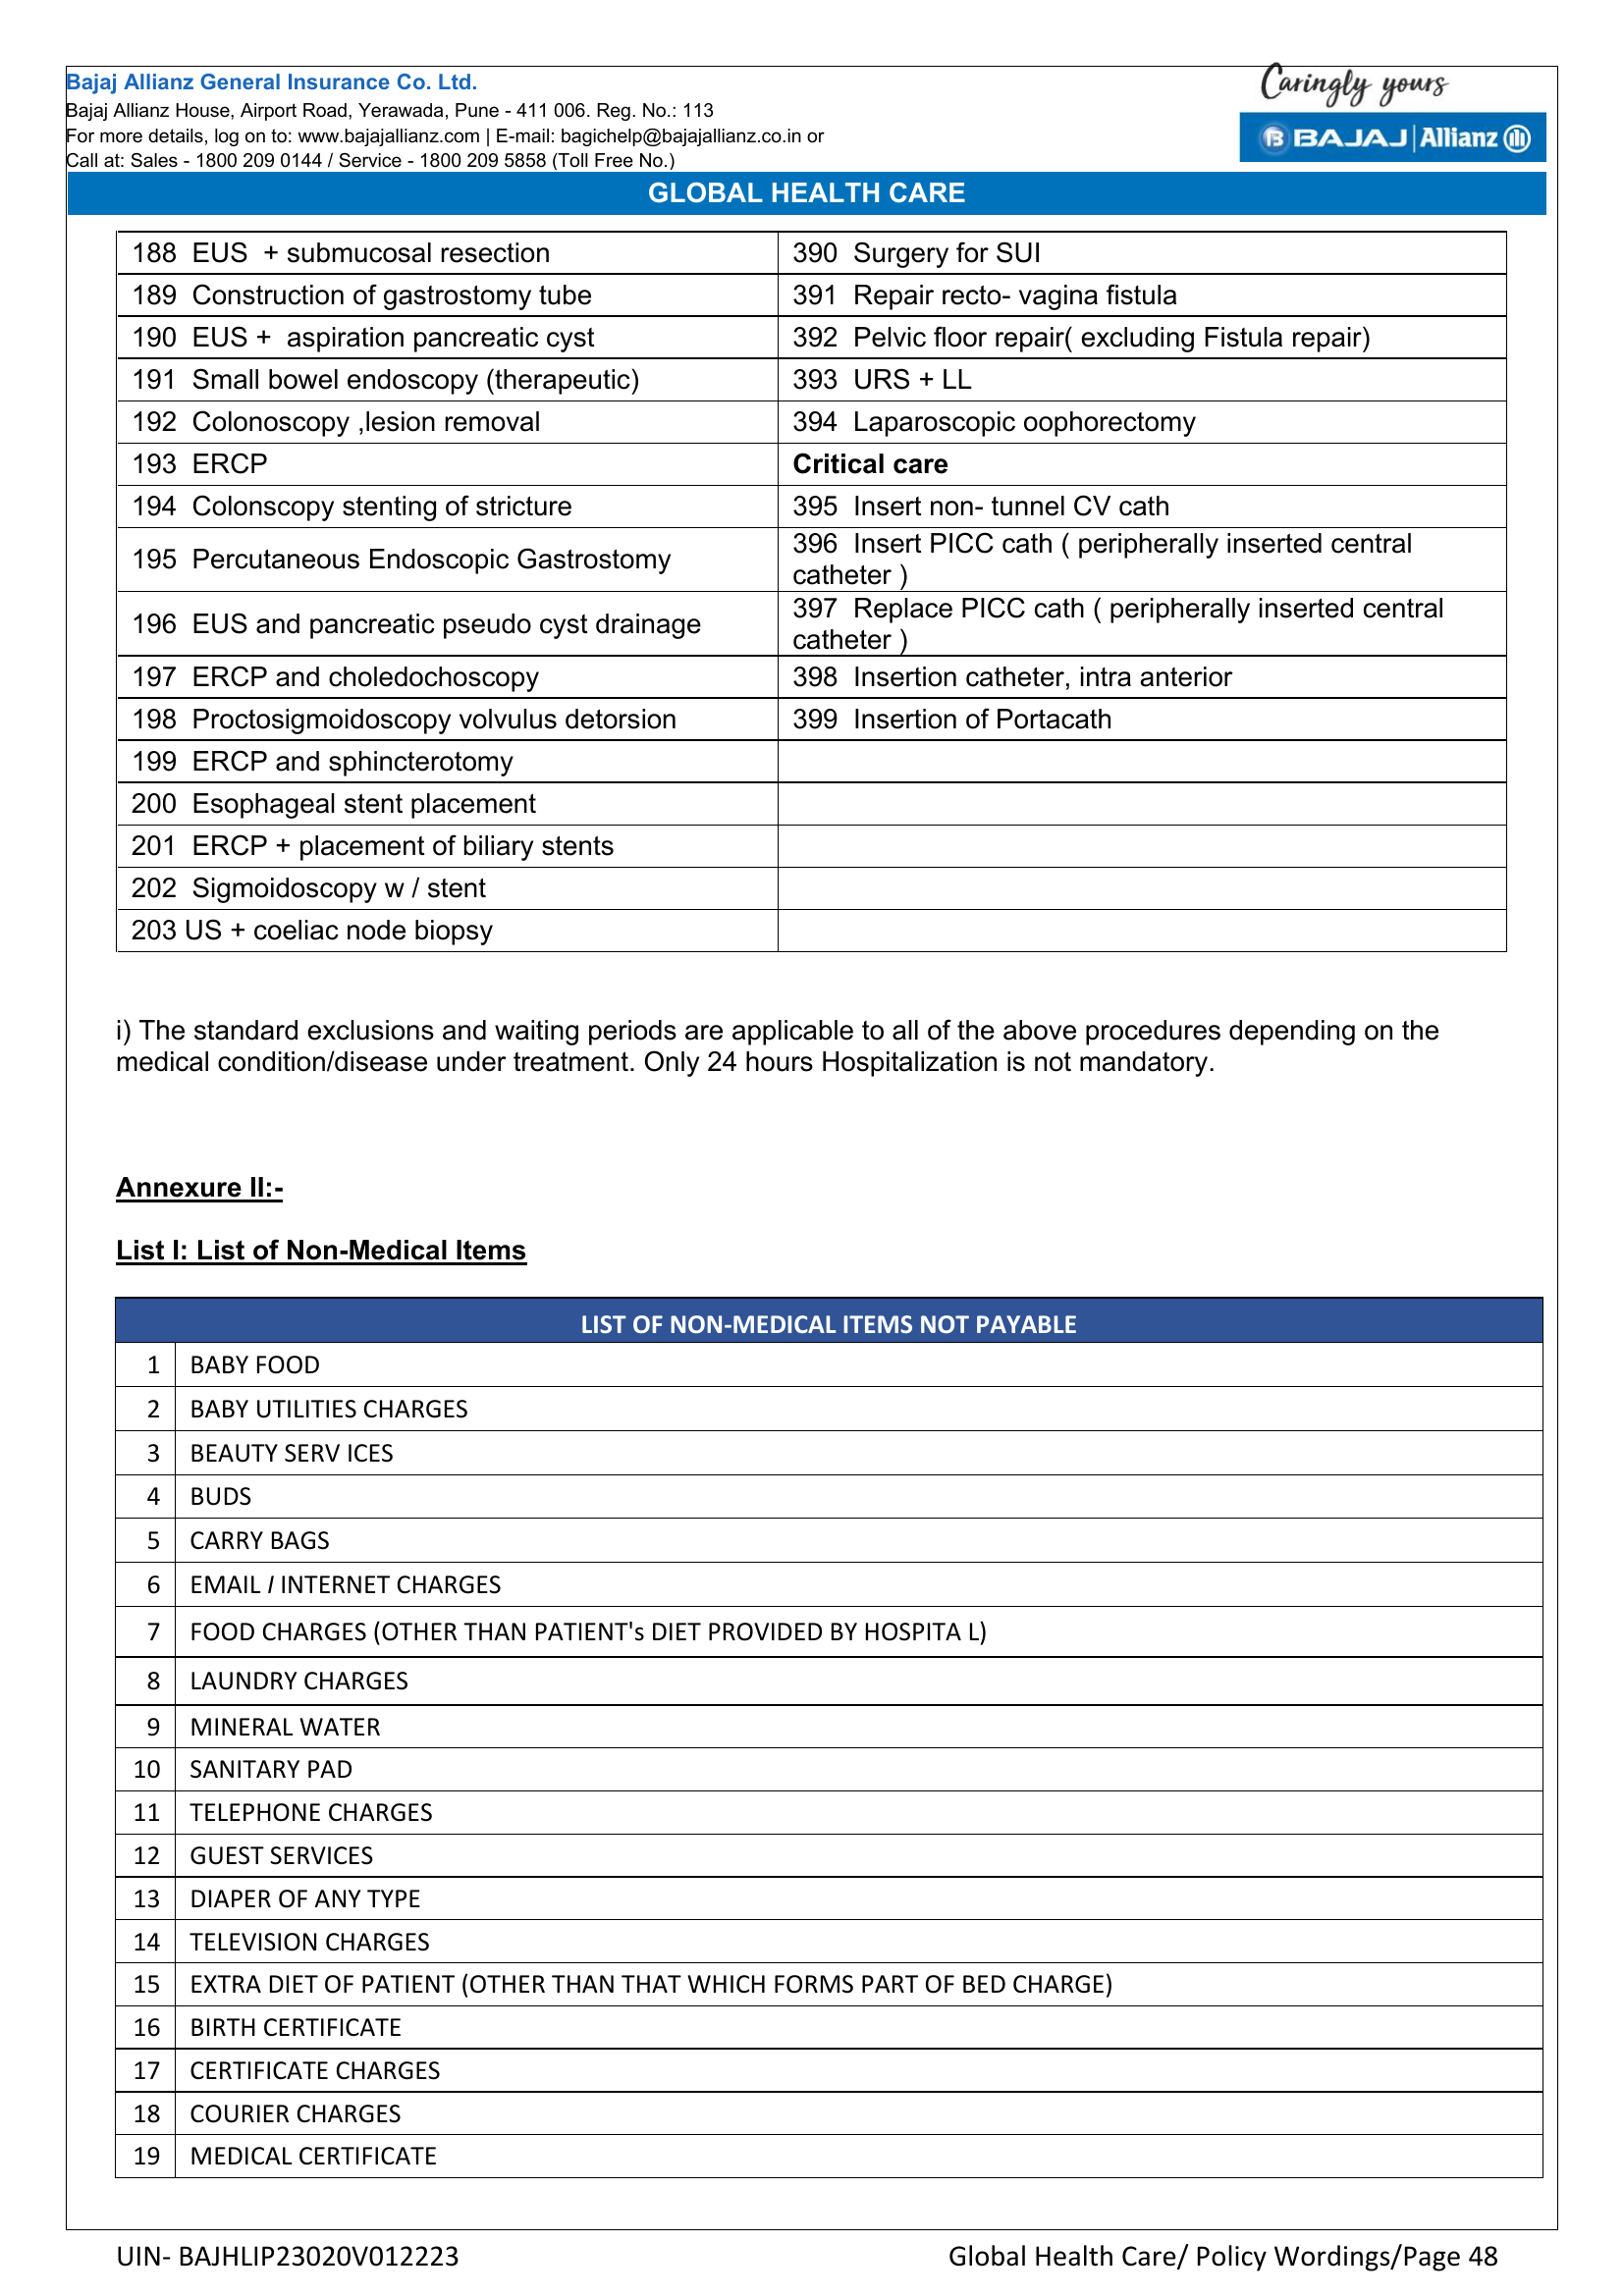 Bajaj Allianz General Insurance Co. Ltd.
Bajaj Allianz House, Airport Road, Yerawada, Pune - 411 006. Reg. No.: 113
For more details, log on to: www.bajajallianz.com | E-mail: bagichelp@bajajallianz.co.in or
Call at: Sales - 1800 209 0144 / Service - 1800 209 5858 (Toll Free No.)
Caringly yours
BAJAJ | Allianz
GLOBAL HEALTH CARE
188 EUS + submucosal resection
390 Surgery for SUI
189 Construction of gastrostomy tube
391 Repair recto- vagina fistula
190 EUS + aspiration pancreatic cyst
392 Pelvic floor repair( excluding Fistula repair)
191 Small bowel endoscopy (therapeutic)
393 URS + LL
192 Colonoscopy ,lesion removal
394 Laparoscopic oophorectomy
193 ERCP
Critical care
194 Colonscopy stenting of stricture
395 Insert non- tunnel CV cath
195 Percutaneous Endoscopic Gastrostomy
396 Insert PICC cath ( peripherally inserted central
catheter )
196 EUS and pancreatic pseudo cyst drainage
397 Replace PICC cath ( peripherally inserted central
catheter )
197 ERCP and choledochoscopy
398 Insertion catheter, intra anterior
198 Proctosigmoidoscopy volvulus detorsion
399 Insertion of Portacath
199 ERCP and sphincterotomy
200 Esophageal stent placement
201 ERCP + placement of biliary stents
202 Sigmoidoscopy w / stent
203 US + coeliac node biopsy
i) The standard exclusions and waiting periods are applicable to all of the above procedures depending on the
medical condition/disease under treatment. Only 24 hours Hospitalization is not mandatory.
Annexure II:-
List I: List of Non-Medical Items
LIST OF NON-MEDICAL ITEMS NOT PAYABLE
1 BABY FOOD
2 BABY UTILITIES CHARGES
3 BEAUTY SERV ICES
4 BUDS
5 CARRY BAGS
6 EMAIL I INTERNET CHARGES
7 FOOD CHARGES (OTHER THAN PATIENT's DIET PROVIDED BY HOSPITA L)
8 LAUNDRY CHARGES
9 MINERAL WATER
10 SANITARY PAD
11 TELEPHONE CHARGES
12 GUEST SERVICES
13 DIAPER OF ANY TYPE
14 TELEVISION CHARGES
15 EXTRA DIET OF PATIENT (OTHER THAN THAT WHICH FORMS PART OF BED CHARGE)
16 BIRTH CERTIFICATE
17 CERTIFICATE CHARGES
18 COURIER CHARGES
19 MEDICAL CERTIFICATE
UIN- BAJHLIP23020V012223
Global Health Care/ Policy Wordings/Page 48